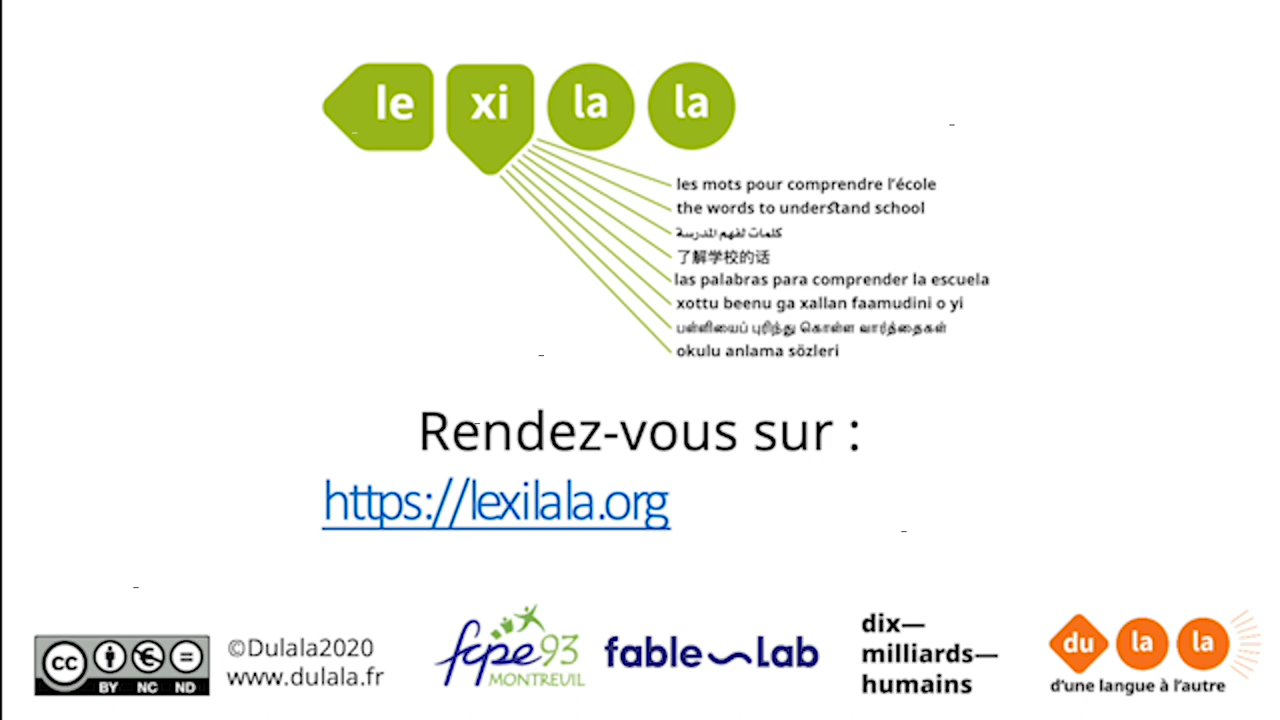 le xi la la
les mots pour comprendre l'école
the words to understand school
كلمات لفهم المدرسة
了解学校的话
las palabras para comprender la escuela
xottu beenu ga xallan faamudini o yi
பள்ளியைப் புரிந்து கொள்ள வார்த்தைகள்
okulu anlama sözleri
Rendez-vous sur :
https://lexilala.org
cc BY NC ND
©Dulala2020
www.dulala.fr
fcpe 93
MONTREUIL
fable Lab
dix—
milliards—
humains
du la la
d'une langue à l'autre